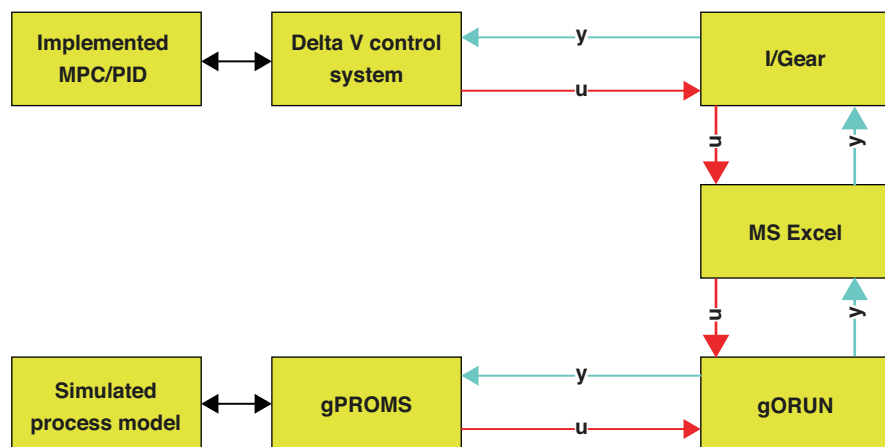 Implemented
MPC/PID
Delta V control
system
y
u
I/Gear
u
y
MS Excel
u
y
Simulated
process model
gPROMS
y
u
gORUN